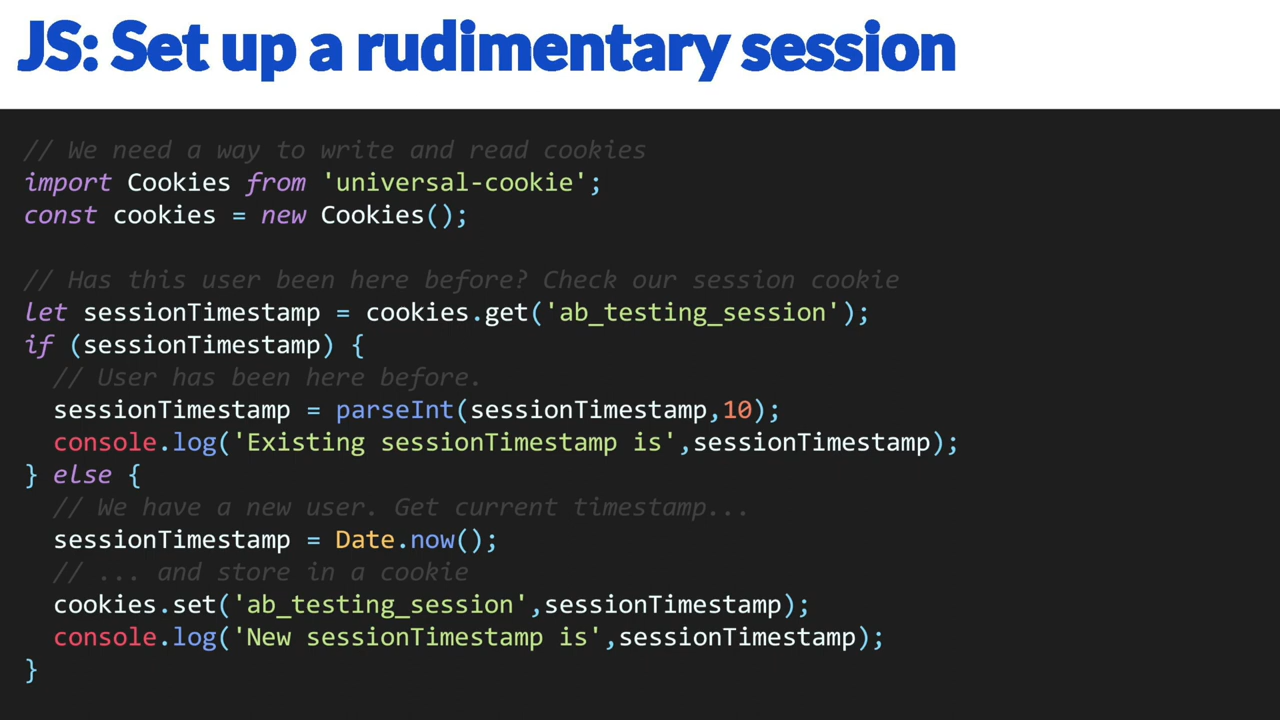 JS: Set up a rudimentary session
// We need a way to write and read cookies
import Cookies from 'universal-cookie';
const cookies = new Cookies();
// Has this user been here before? Check our session cookie
let sessionTimestamp = cookies.get('ab_testing_session');
if (sessionTimestamp) {
  // User has been here before.
  sessionTimestamp = parseInt(sessionTimestamp,10);
  console.log('Existing sessionTimestamp is',sessionTimestamp);
} else {
  // We have a new user. Get current timestamp...
  sessionTimestamp = Date.now();
  // ... and store in a cookie
  cookies.set('ab_testing_session',sessionTimestamp);
  console.log('New sessionTimestamp is',sessionTimestamp);
}